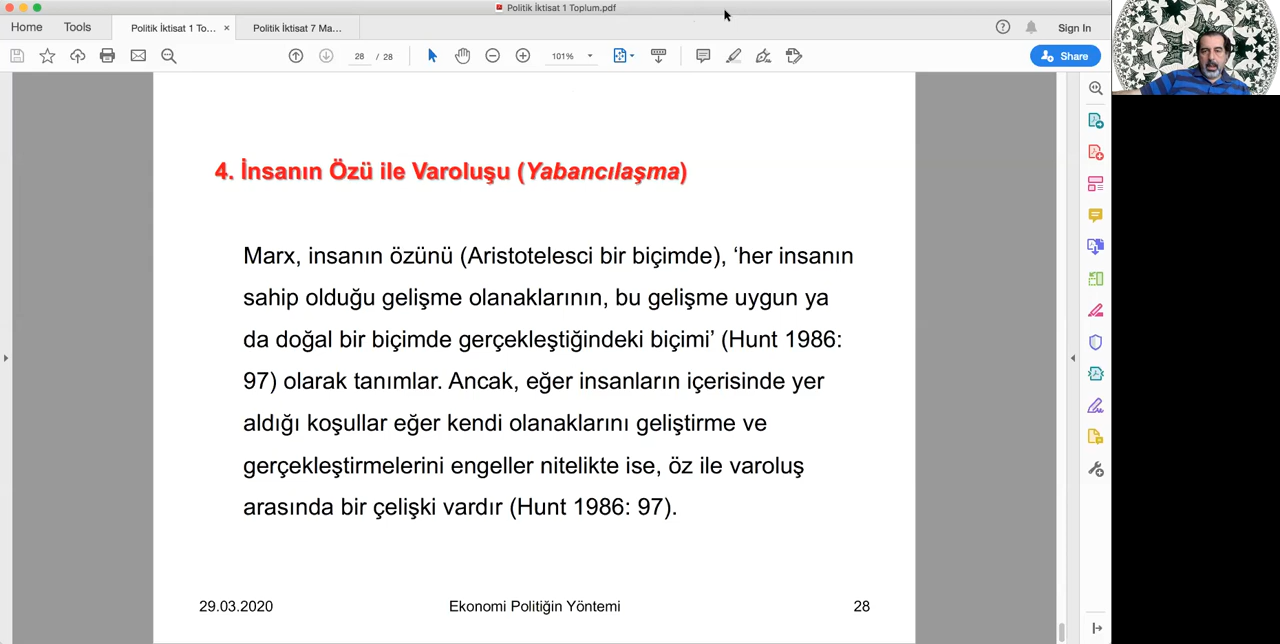 Politik İktisat 1 Toplum.pdf
Home Tools Politik İktisat 1 To... × Politik İktisat 7 Ma... Sign In
28 / 28 101% Share
4. İnsanın Özü ile Varoluşu (Yabancılaşma)
Marx, insanın özünü (Aristotelesci bir biçimde), ‘her insanın
sahip olduğu gelişme olanaklarının, bu gelişme uygun ya
da doğal bir biçimde gerçekleştiğindeki biçimi’ (Hunt 1986:
97) olarak tanımlar. Ancak, eğer insanların içerisinde yer
aldığı koşullar eğer kendi olanaklarını geliştirme ve
gerçekleştirmelerini engeller nitelikte ise, öz ile varoluş
arasında bir çelişki vardır (Hunt 1986: 97).
29.03.2020 Ekonomi Politiğin Yöntemi 28